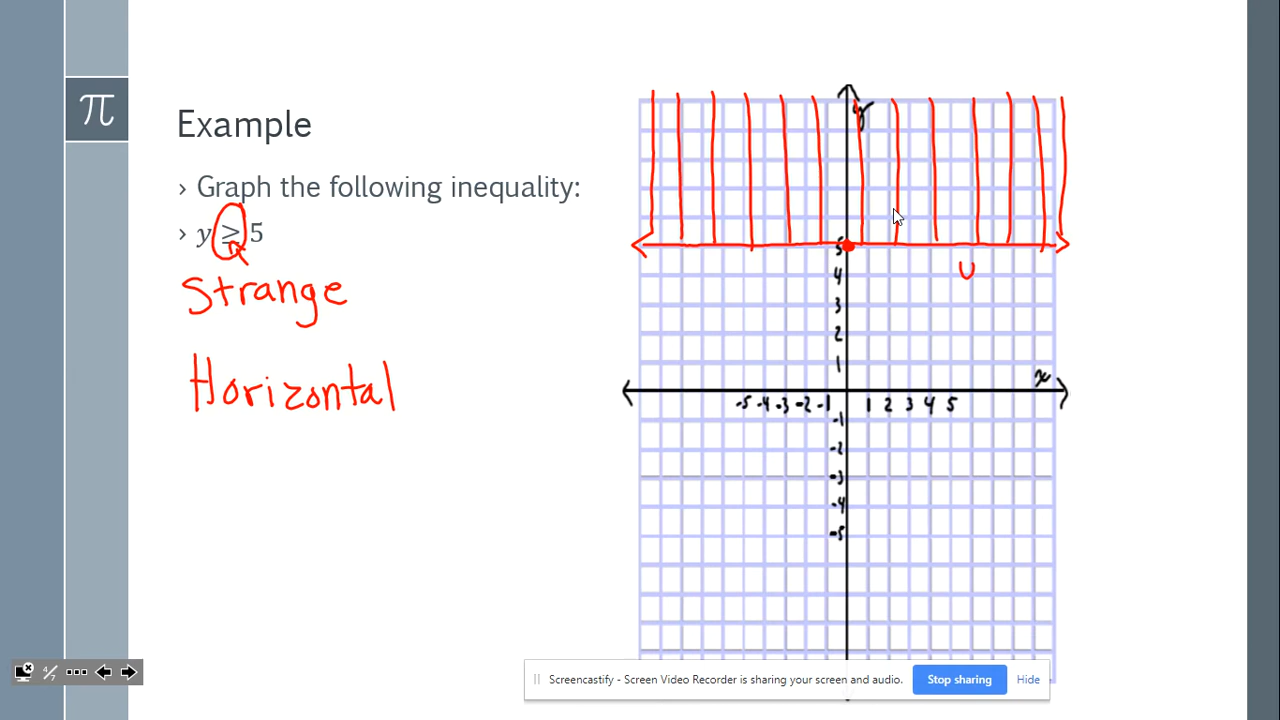 π
Example
› Graph the following inequality:
› y ≥ 5
Strange
Horizontal
y
5
4
3
2
1
x
-5 -4 -3 -2 -1 1 2 3 4 5
-1
-2
-3
-4
-5
U
Screencastify - Screen Video Recorder is sharing your screen and audio. Stop sharing Hide